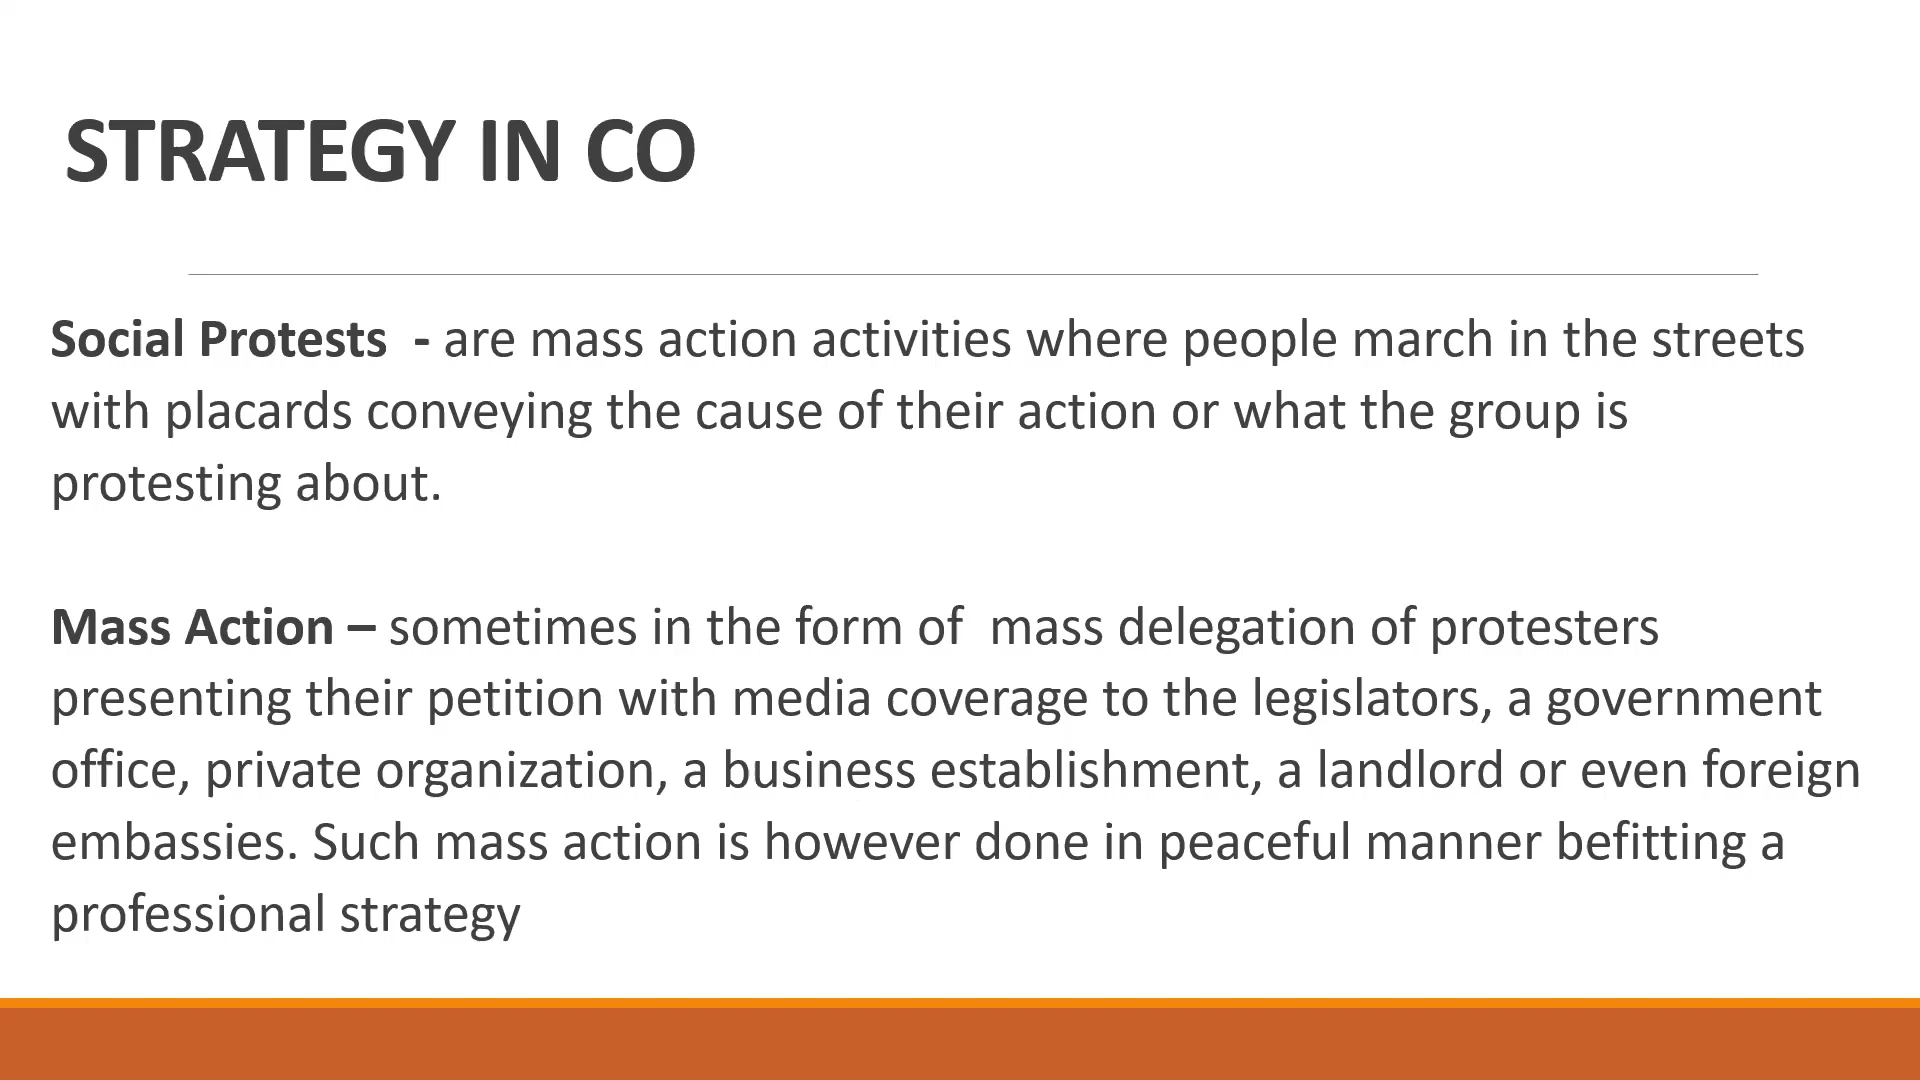 STRATEGY IN CO
Social Protests  - are mass action activities where people march in the streets
with placards conveying the cause of their action or what the group is
protesting about.
Mass Action – sometimes in the form of  mass delegation of protesters
presenting their petition with media coverage to the legislators, a government
office, private organization, a business establishment, a landlord or even foreign
embassies. Such mass action is however done in peaceful manner befitting a
professional strategy